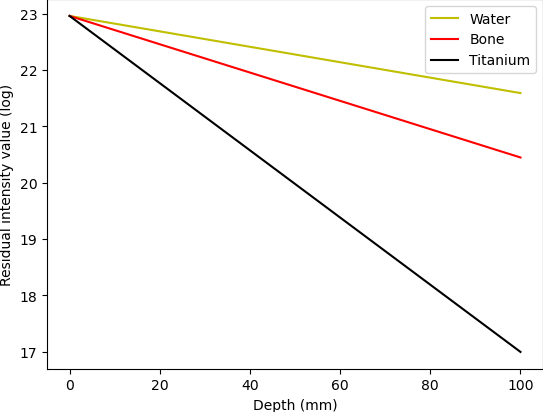 23
22
21
20
19
18
17
Residual intensity value (log)
Water
Bone
Titanium
0 20 40 60 80 100
Depth (mm)